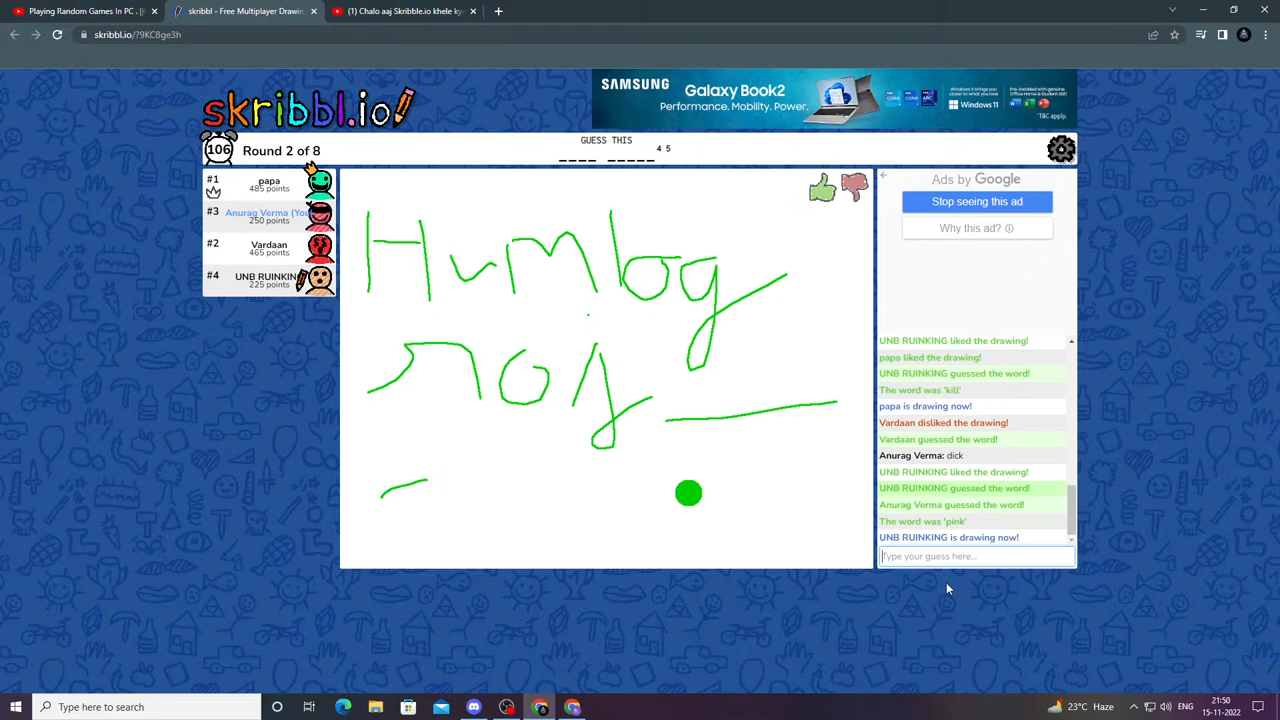 Playing Random Games In PC . [
skribbl - Free Multiplayer Drawin
Chalo aaj Skribble.io khele ky
skribbl.io/?9KC8ge3h
skribbl.io
SAMSUNG
Galaxy Book2
Performance. Mobility. Power.
Windows 11
*T&C apply.
106
Round 2 of 8
GUESS THIS
____ _____ 4 5
#1 papa
485 points
#3 Anurag Verma (You
250 points
#2 Vardaan
465 points
#4 UNB RUINKIN
225 points
Humlog
roj ____
Ads by Google
Stop seeing this ad
Why this ad?
UNB RUINKING liked the drawing!
papa liked the drawing!
UNB RUINKING guessed the word!
The word was 'kill'
papa is drawing now!
Vardaan disliked the drawing!
Vardaan guessed the word!
Anurag Verma: dick
UNB RUINKING liked the drawing!
UNB RUINKING guessed the word!
Anurag Verma guessed the word!
The word was 'pink'
UNB RUINKING is drawing now!
Type your guess here...
Type here to search
23°C Haze
ENG
21:50
15-11-2022